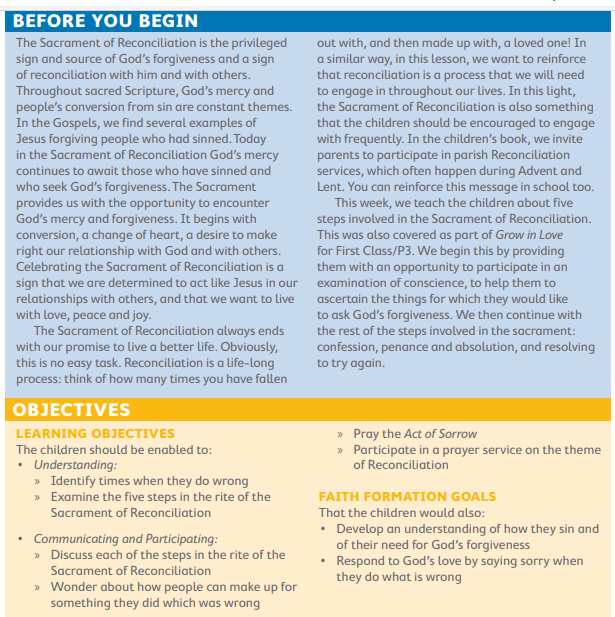 BEFORE YOU BEGIN
The Sacrament of Reconciliation is the privileged
sign and source of God's forgiveness and a sign
of reconciliation with him and with others.
Throughout sacred Scripture, God's mercy and
people's conversion from sin are constant themes.
In the Gospels, we find several examples of
Jesus forgiving people who had sinned. Today
in the Sacrament of Reconciliation God's mercy
continues to await those who have sinned and
who seek God's forgiveness. The Sacrament
provides us with the opportunity to encounter
God's mercy and forgiveness. It begins with
conversion, a change of heart, a desire to make
right our relationship with God and with others.
Celebrating the Sacrament of Reconciliation is a
sign that we are determined to act like Jesus in our
relationships with others, and that we want to live
with love, peace and joy.
The Sacrament of Reconciliation always ends
with our promise to live a better life. Obviously,
this is no easy task. Reconciliation is a life-long
process: think of how many times you have fallen
out with, and then made up with, a loved one! In
a similar way, in this lesson, we want to reinforce
that reconciliation is a process that we will need
to engage in throughout our lives. In this light,
the Sacrament of Reconciliation is also something
that the children should be encouraged to engage
with frequently. In the children's book, we invite
parents to participate in parish Reconciliation
services, which often happen during Advent and
Lent. You can reinforce this message in school too.
This week, we teach the children about five
steps involved in the Sacrament of Reconciliation.
This was also covered as part of Grow in Love
for First Class/P3. We begin this by providing
them with an opportunity to participate in an
examination of conscience, to help them to
ascertain the things for which they would like
to ask God's forgiveness. We then continue with
the rest of the steps involved in the sacrament:
confession, penance and absolution, and resolving
to try again.
OBJECTIVES
LEARNING OBJECTIVES
The children should be enabled to:
• Understanding:
» Identify times when they do wrong
» Examine the five steps in the rite of the
Sacrament of Reconciliation
• Communicating and Participating:
» Discuss each of the steps in the rite of the
Sacrament of Reconciliation
» Wonder about how people can make up for
something they did which was wrong
» Pray the Act of Sorrow
» Participate in a prayer service on the theme
of Reconciliation
FAITH FORMATION GOALS
That the children would also:
• Develop an understanding of how they sin and
of their need for God's forgiveness
• Respond to God's love by saying sorry when
they do what is wrong